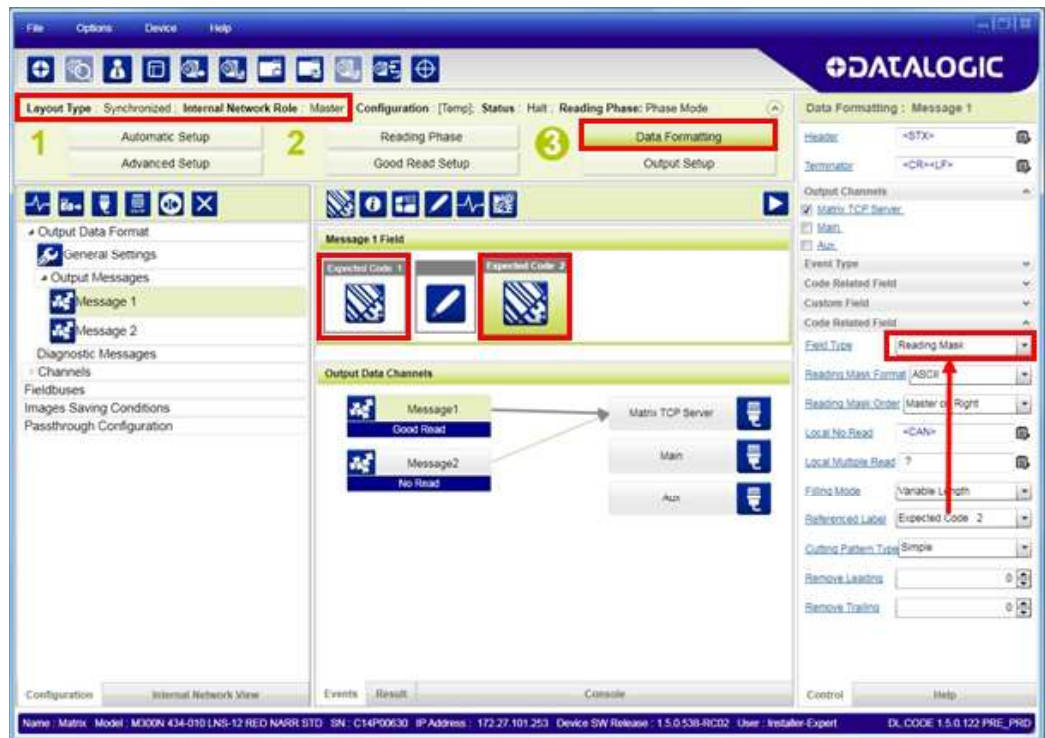 File Options Device Help
DATALOGIC
Layout Type : Synchronized : Internal Network Role : Master Configuration : [Temp]; Status : Halt ; Reading Phase: Phase Mode
1 Automatic Setup Advanced Setup
2 Reading Phase Good Read Setup
3 Data Formatting Output Setup
Output Data Format
General Settings
Output Messages
Message 1
Message 2
Diagnostic Messages
Channels
Fieldbuses
Images Saving Conditions
Passthrough Configuration
Configuration Internal Network View
Message 1 Field
Expected Code 1 Expected Code 2
Output Data Channels
Message1
Good Read
Message2
No Read
Matrix TCP Server
Main
Aux
Events Result Console
Data Formatting : Message 1
Header <STX>
Terminator <CR><LF>
Output Channels
Matrix TCP Server
Main
Aux
Event Type
Code Related Field
Custom Field
Code Related Field
Field Type Reading Mask
Reading Mask Format ASCII
Reading Mask Order Master on Right
Local No Read <CAN>
Local Multiple Read ?
Filling Mode Variable Length
Referenced Label Expected Code 2
Cutting Pattern Type Simple
Remove Leading 0
Remove Trailing 0
Control Help
Name : Matrix Model : M300N 434-010 LNS-12 RED NARR STD SN : C14P00630 IP Address : 172.27.101.253 Device SW Release : 1.5.0.538-RC02 User : Installer-Expert DL.CODE 1.5.0.122 PRE_PRD